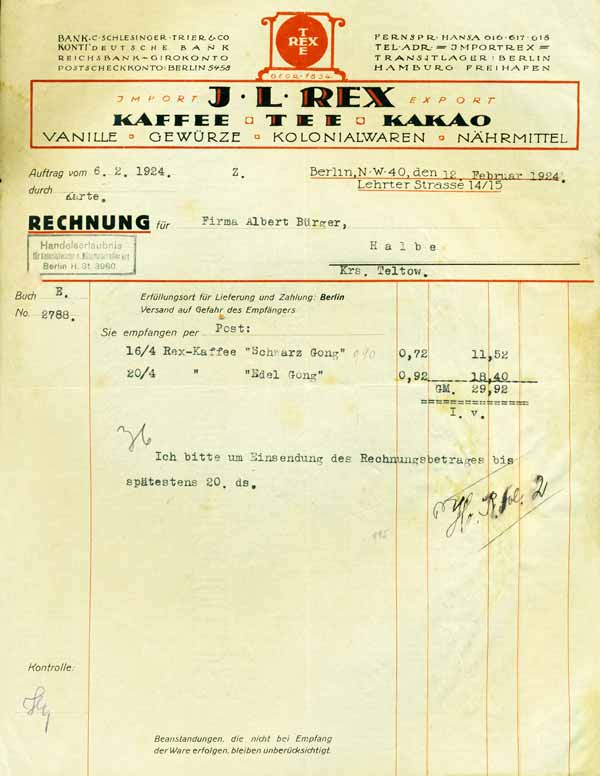 BANK-C·SCHLESINGER-TRIER&CO
KONTI DEUTSCHE BANK
REICHSBANK-GIROKONTO
POSTSCHECKKONTO: BERLIN 5458
TREXE
TEE
GEGR·1834
FERNSPR·HANSA 616·617·618
TEL-ADR=IMPORTREX=
TRANSITLAGER: BERLIN
HAMBURG FREIHAFEN
IMPORT J·L·REX EXPORT
KAFFEE TEE KAKAO
VANILLE GEWÜRZE KOLONIALWAREN NÄHRMITTEL
Auftrag vom 6. 2. 1924. Z. Berlin, N·W·40, den 12. Februar 1924.
durch Karte. Lehrter Strasse 14/15
RECHNUNG für Firma Albert Bürger,
Halbe
Krs. Teltow.
Handelserlaubnis
Berlin H. St. 3960.
Buch E. Erfüllungsort für Lieferung und Zahlung: Berlin
No. 2788. Versand auf Gefahr des Empfängers
Sie empfangen per Post:
16/4 Rex-Kaffee "Schwarz Gong" 0,72 11,52
20/4 " "Edel Gong" 0,92 18,40
GM. 29,92
I. v.
Ich bitte um Einsendung des Rechnungsbetrages bis
spätestens 20. ds.
Kontrolle:
Beanstandungen, die nicht bei Empfang
der Ware erfolgen, bleiben unberücksichtigt.